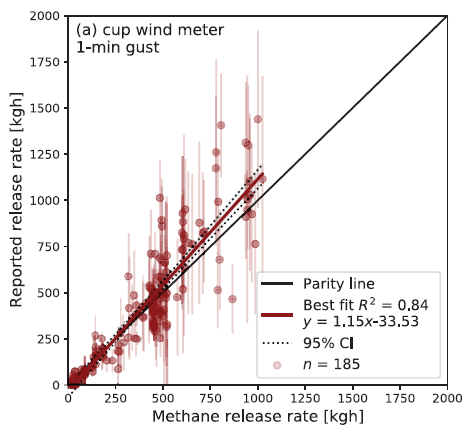 2000
1750
1500
1250
1000
750
500
250
0
Reported release rate [kgh]
(a) cup wind meter
1-min gust
Parity line
Best fit R² = 0.84
y = 1.15x-33.53
95% CI
n = 185
0 250 500 750 1000 1250 1500 1750 2000
Methane release rate [kgh]